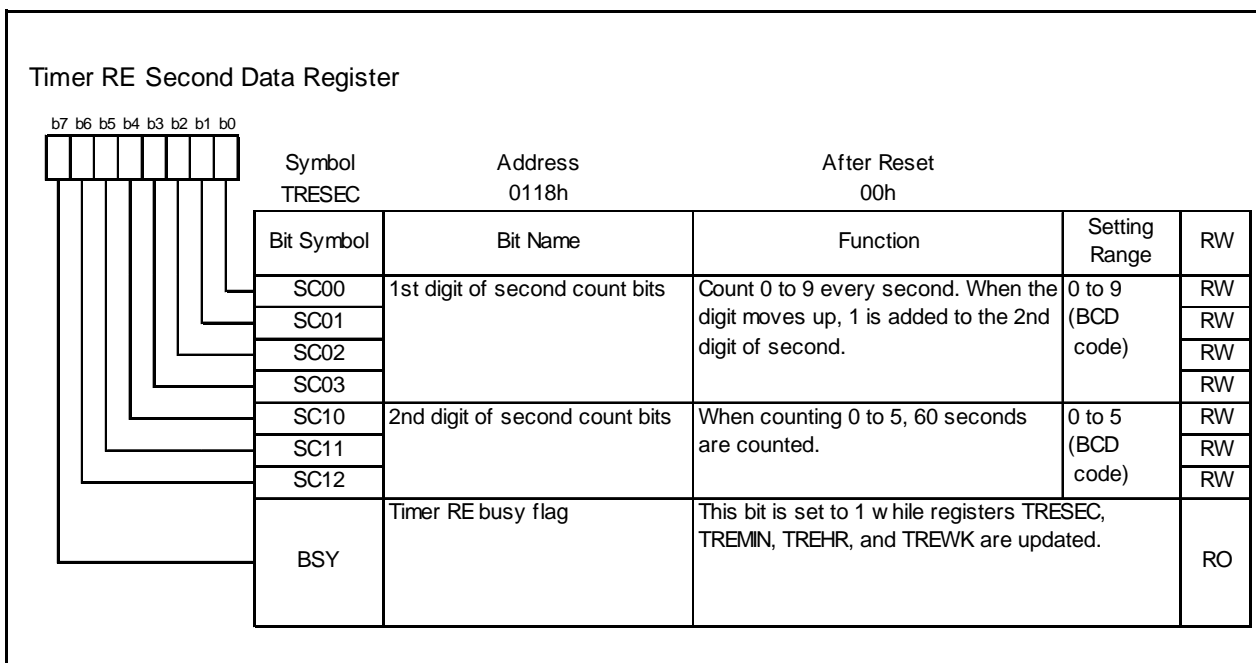 Timer RE Second Data Register
b7 b6 b5 b4 b3 b2 b1 b0
Symbol Address After Reset
TRESEC 0118h 00h
Bit Symbol Bit Name Function Setting Range RW
SC00 1st digit of second count bits Count 0 to 9 every second. When the 0 to 9 RW
SC01 digit moves up, 1 is added to the 2nd (BCD RW
SC02 digit of second. code) RW
SC03 RW
SC10 2nd digit of second count bits When counting 0 to 5, 60 seconds 0 to 5 RW
SC11 are counted. (BCD RW
SC12 code) RW
Timer RE busy flag This bit is set to 1 w hile registers TRESEC,
TREMIN, TREHR, and TREWK are updated.
BSY RO